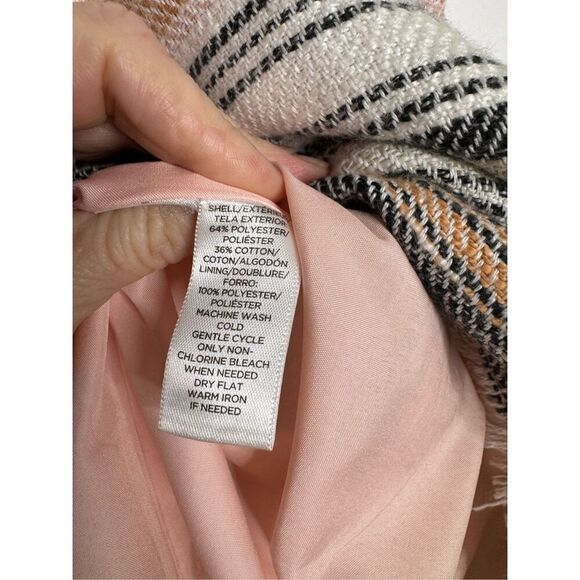 SHELL/EXTERIEUR
TELA EXTERIOR:
64% POLYESTER/
POLIÉSTER
36% COTTON/
COTON/ALGODÓN
LINING/DOUBLURE/
FORRO:
100% POLYESTER/
POLIÉSTER
MACHINE WASH
COLD
GENTLE CYCLE
ONLY NON-
CHLORINE BLEACH
WHEN NEEDED
DRY FLAT
WARM IRON
IF NEEDED